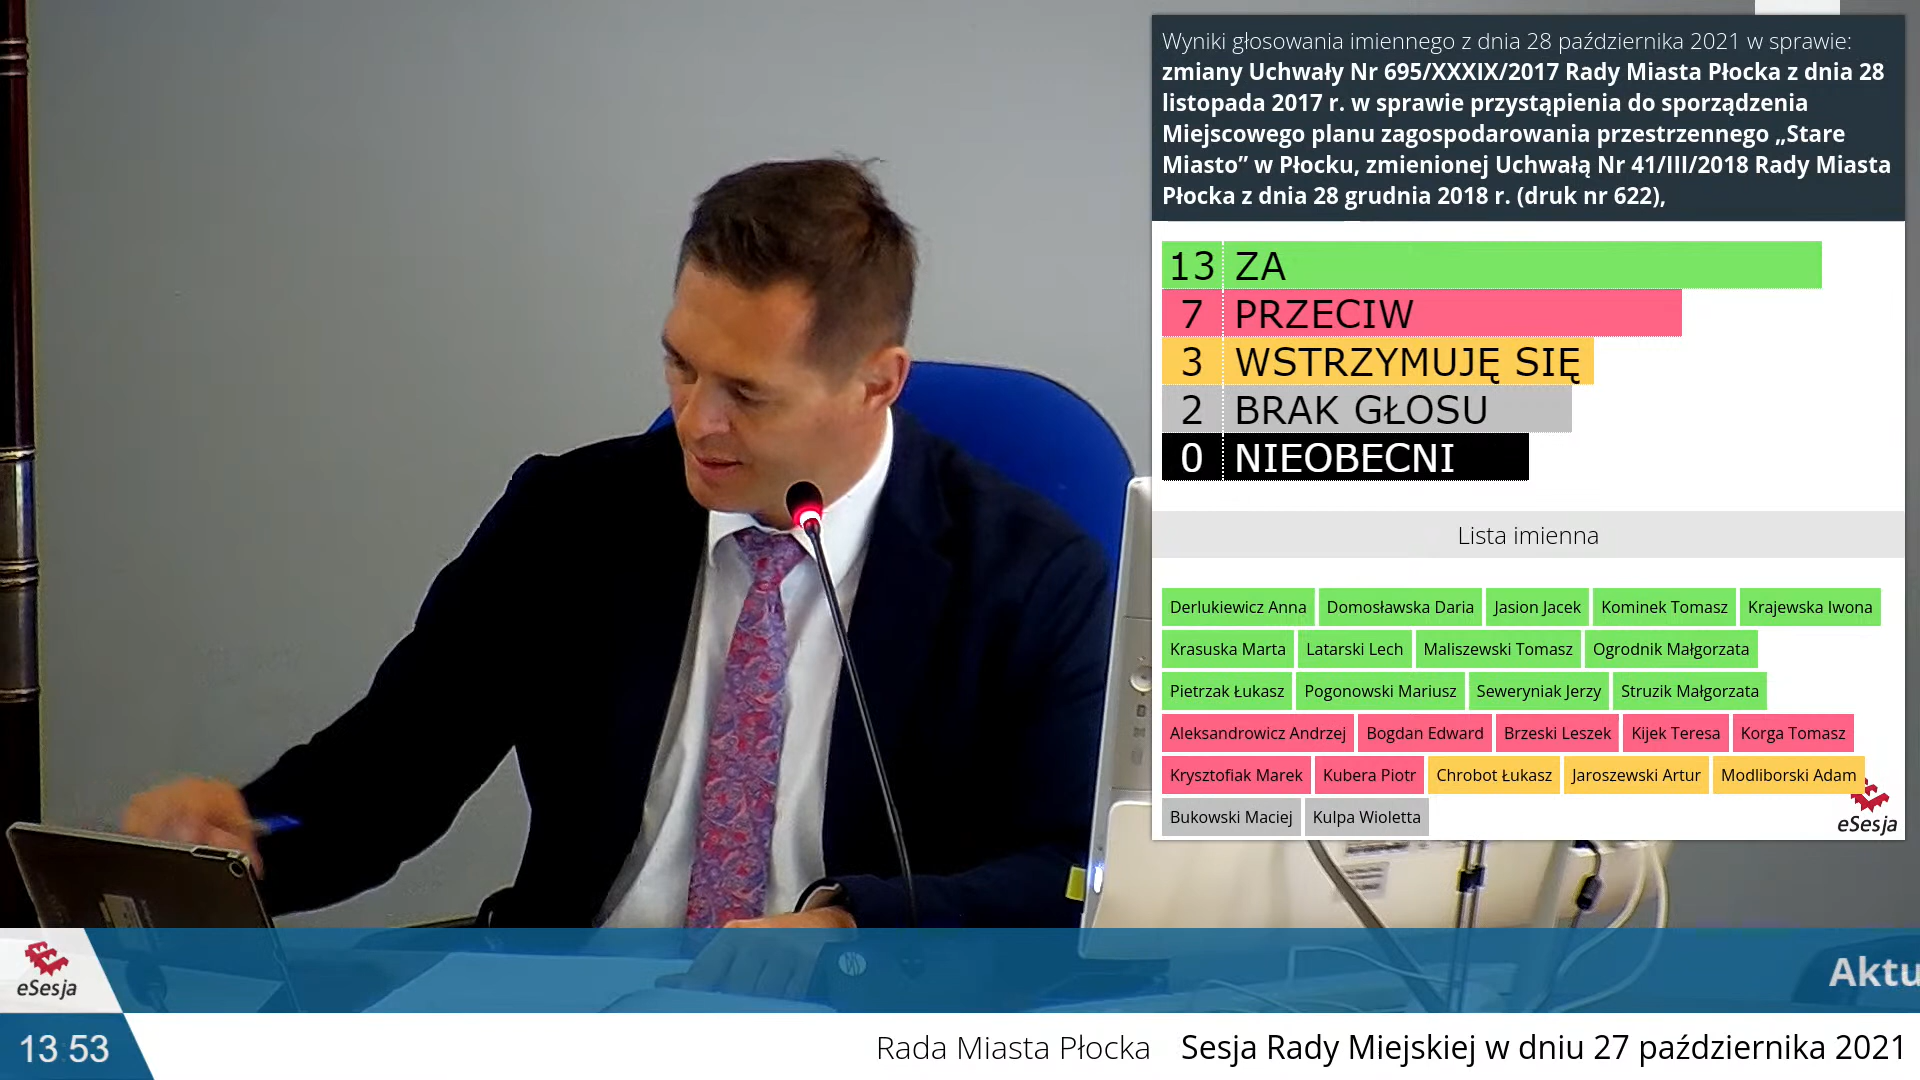 Wyniki głosowania imiennego z dnia 28 października 2021 w sprawie:
zmiany Uchwały Nr 695/XXXIX/2017 Rady Miasta Płocka z dnia 28
listopada 2017 r. w sprawie przystąpienia do sporządzenia
Miejscowego planu zagospodarowania przestrzennego „Stare
Miasto” w Płocku, zmienionej Uchwałą Nr 41/III/2018 Rady Miasta
Płocka z dnia 28 grudnia 2018 r. (druk nr 622),
13 ZA
7 PRZECIW
3 WSTRZYMUJĘ SIĘ
2 BRAK GŁOSU
0 NIEOBECNI
Lista imienna
Derlukiewicz Anna Domosławska Daria Jasion Jacek Kominek Tomasz Krajewska Iwona
Krasuska Marta Latarski Lech Maliszewski Tomasz Ogrodnik Małgorzata
Pietrzak Łukasz Pogonowski Mariusz Seweryniak Jerzy Struzik Małgorzata
Aleksandrowicz Andrzej Bogdan Edward Brzeski Leszek Kijek Teresa Korga Tomasz
Krysztofiak Marek Kubera Piotr Chrobot Łukasz Jaroszewski Artur Modliborski Adam
Bukowski Maciej Kulpa Wioletta
eSesja
eSesja
Aktu
13:53
Rada Miasta Płocka Sesja Rady Miejskiej w dniu 27 października 2021